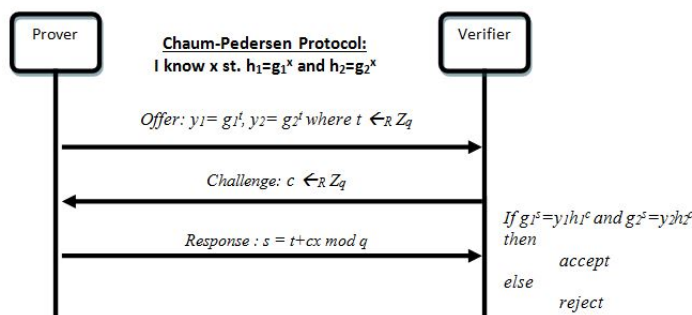 Prover
Chaum-Pedersen Protocol:
I know x st. h₁=g₁ˣ and h₂=g₂ˣ
Verifier
Offer: y₁= g₁ᵗ, y₂= g₂ᵗ where t ←R Zq
Challenge: c ←R Zq
Response : s = t+cx mod q
If g₁ˢ=y₁h₁ᶜ and g₂ˢ=y₂h₂ᶜ
then
accept
else
reject